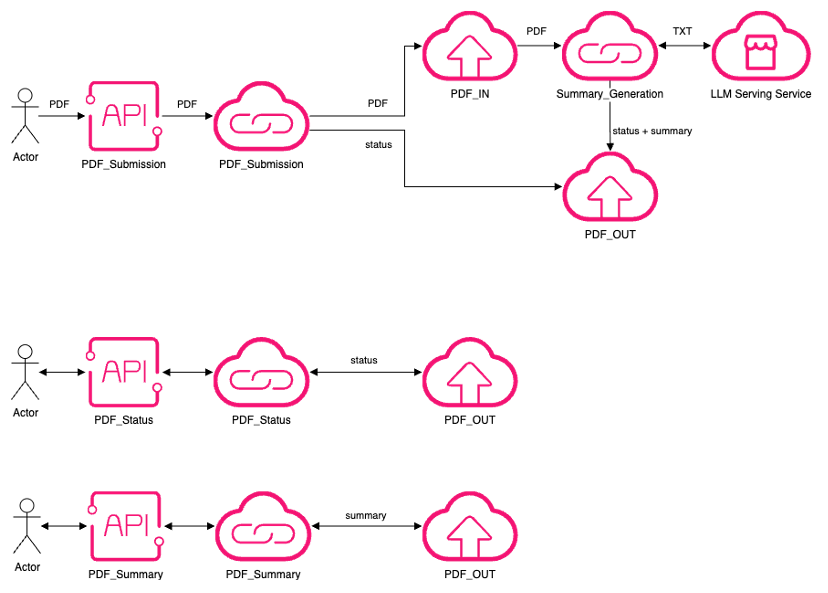 PDF
API
PDF
PDF
status
PDF
PDF_IN
Summary_Generation
TXT
LLM Serving Service
status + summary
Actor
PDF_Submission
PDF_Submission
PDF_OUT
API
status
Actor
PDF_Status
PDF_Status
PDF_OUT
API
summary
Actor
PDF_Summary
PDF_Summary
PDF_OUT